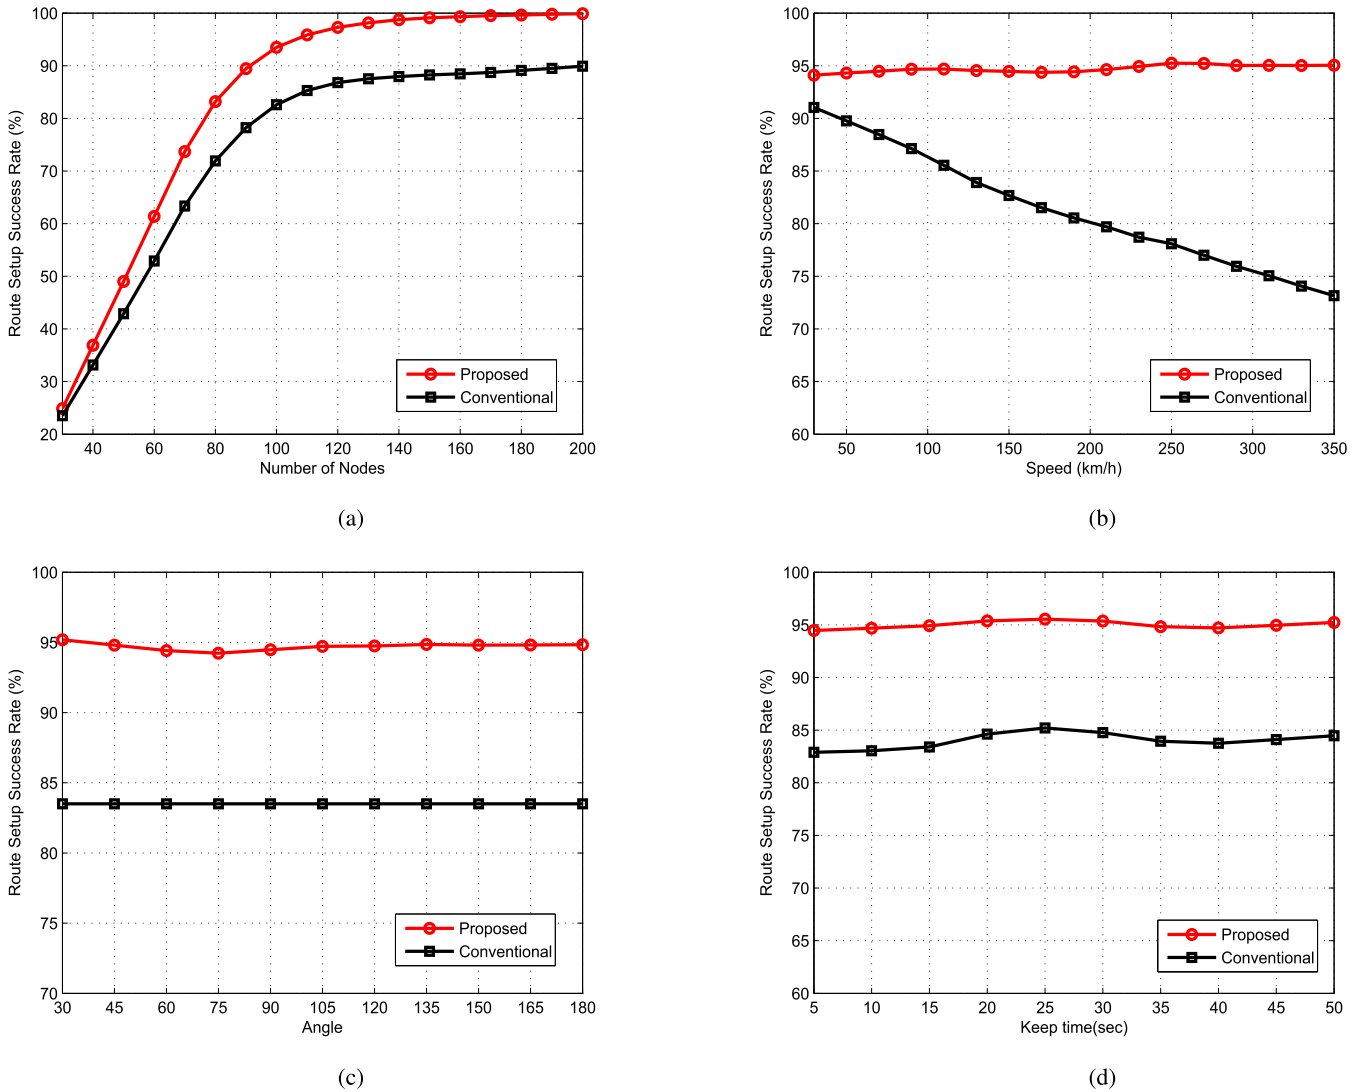 100
90
80
70
60
50
40
30
20
Route Setup Success Rate (%)
Proposed
Conventional
40 60 80 100 120 140 160 180 200
Number of Nodes
(a)
100
95
90
85
80
75
70
65
60
Route Setup Success Rate (%)
Proposed
Conventional
50 100 150 200 250 300 350
Speed (km/h)
(b)
100
95
90
85
80
75
70
Route Setup Success Rate (%)
Proposed
Conventional
30 45 60 75 90 105 120 135 150 165 180
Angle
(c)
100
95
90
85
80
75
70
65
60
Route Setup Success Rate (%)
Proposed
Conventional
5 10 15 20 25 30 35 40 45 50
Keep time(sec)
(d)